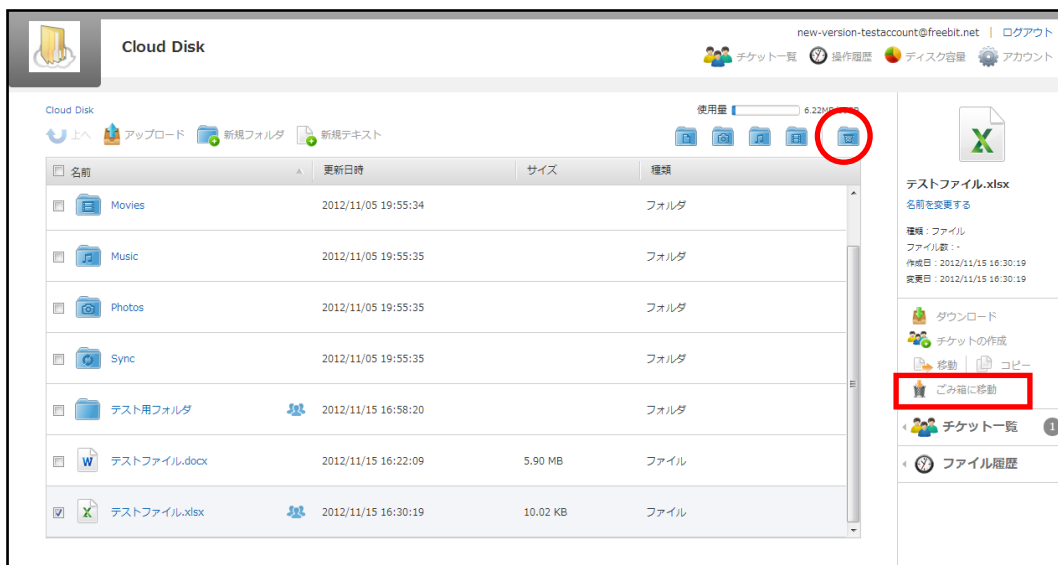 new-version-testaccount@freebit.net | ログアウト
Cloud Disk
チケット一覧 操作履歴 ディスク容量 アカウント
Cloud Disk
使用量 6.22MB
上へ アップロード 新規フォルダ 新規テキスト
名前 更新日時 サイズ 種類
Movies 2012/11/05 19:55:34 フォルダ
Music 2012/11/05 19:55:35 フォルダ
Photos 2012/11/05 19:55:35 フォルダ
Sync 2012/11/05 19:55:35 フォルダ
テスト用フォルダ 2012/11/15 16:58:20 フォルダ
W テストファイル.docx 2012/11/15 16:22:09 5.90 MB ファイル
X テストファイル.xlsx 2012/11/15 16:30:19 10.02 KB ファイル
X
テストファイル.xlsx
名前を変更する
種類：ファイル
ファイル数：-
作成日：2012/11/15 16:30:19
変更日：2012/11/15 16:30:19
ダウンロード
チケットの作成
移動 | コピー
ごみ箱に移動
チケット一覧 1
ファイル履歴